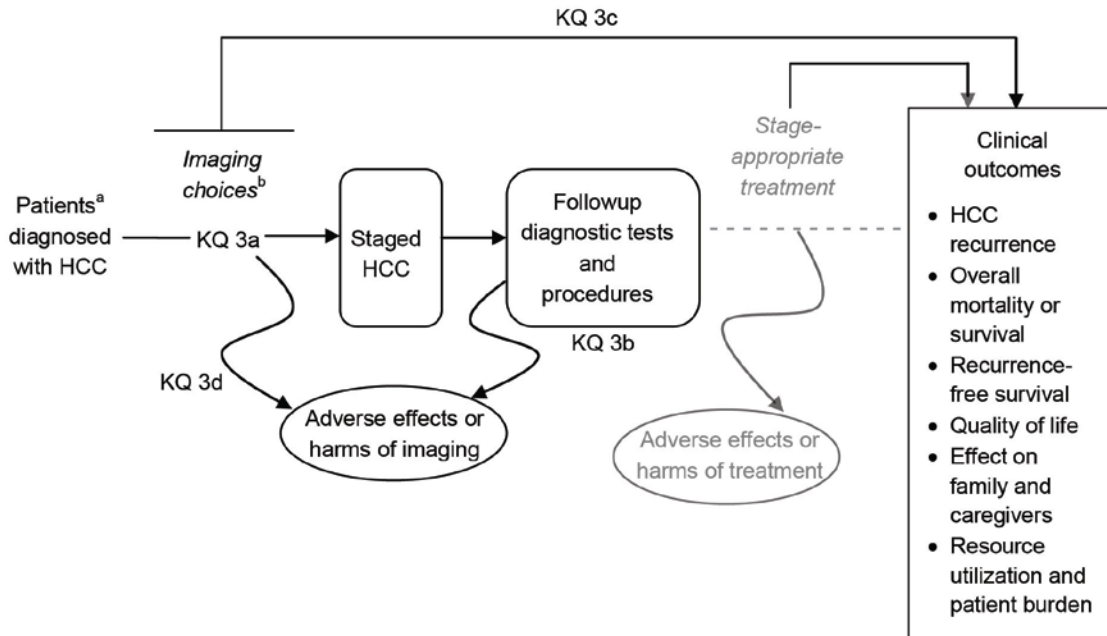 KQ 3c
Imaging
choicesᵇ
Patientsᵃ
diagnosed
with HCC
KQ 3a
Staged
HCC
Followup
diagnostic tests
and
procedures
KQ 3b
Stage-
appropriate
treatment
KQ 3d
Adverse effects or
harms of imaging
Adverse effects or
harms of treatment
Clinical
outcomes
• HCC
recurrence
• Overall
mortality or
survival
• Recurrence-
free survival
• Quality of life
• Effect on
family and
caregivers
• Resource
utilization and
patient burden